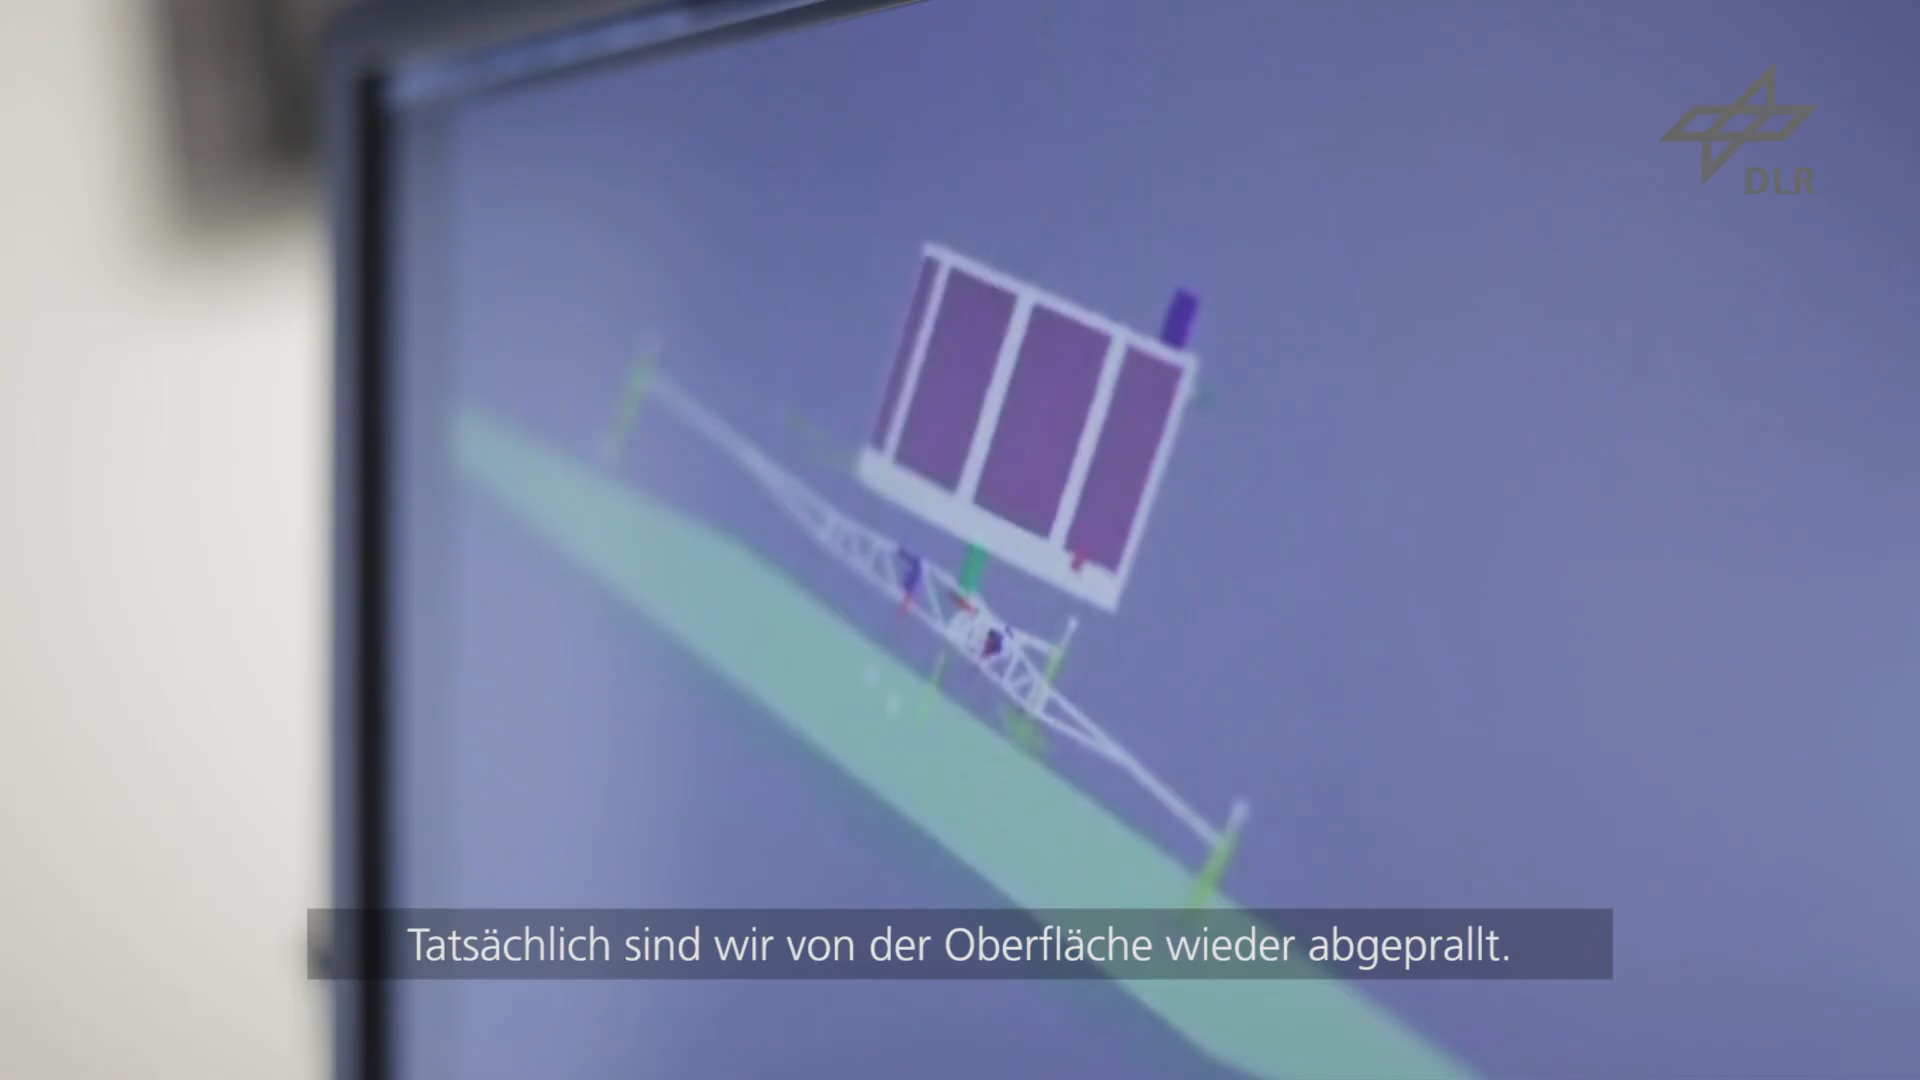 DLR
Tatsächlich sind wir von der Oberfläche wieder abgeprallt.